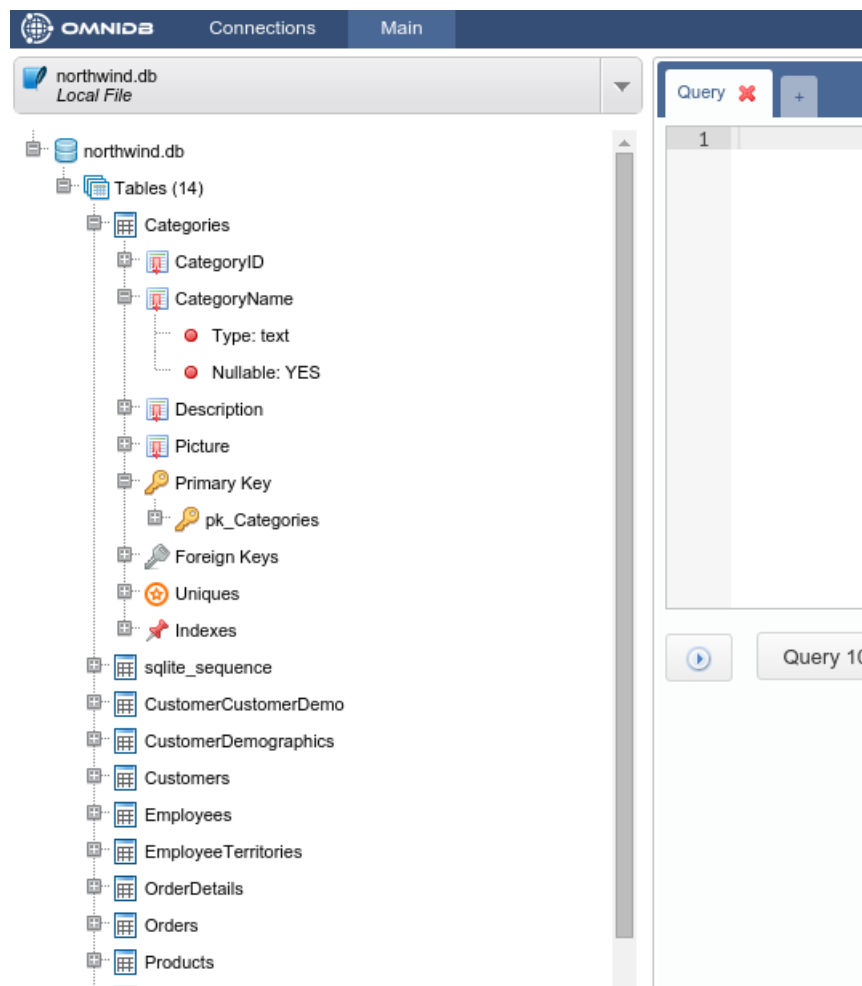 OMNIDB Connections Main
northwind.db
Local File
Query +
1
northwind.db
Tables (14)
Categories
CategoryID
CategoryName
Type: text
Nullable: YES
Description
Picture
Primary Key
pk_Categories
Foreign Keys
Uniques
Indexes
sqlite_sequence
CustomerCustomerDemo
CustomerDemographics
Customers
Employees
EmployeeTerritories
OrderDetails
Orders
Products
Query 10